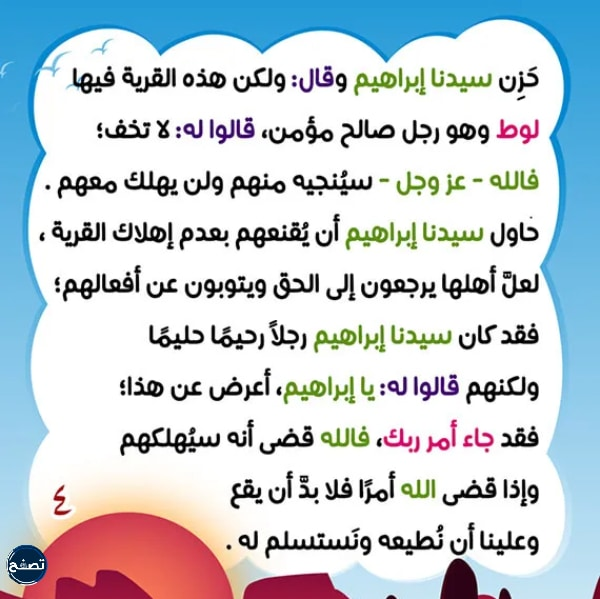 حَزِن سيدنا إبراهيم وقال: ولكن هذه القرية فيها
لوط وهو رجل صالح مؤمن، قالوا له: لا تخف؛
فالله - عز وجل - سيُنجيه منهم ولن يهلك معهم .
حاول سيدنا إبراهيم أن يُقنعهم بعدم إهلاك القرية ،
لعلَّ أهلها يرجعون إلى الحق ويتوبون عن أفعالهم؛
فقد كان سيدنا إبراهيم رجلاً رحيمًا حليمًا
ولكنهم قالوا له: يا إبراهيم، أعرض عن هذا؛
فقد جاء أمر ربك، فالله قضى أنه سيُهلكهم
وإذا قضى الله أمرًا فلا بدَّ أن يقع
وعلينا أن نُطيعه ونَستسلم له .
٤
تصفح